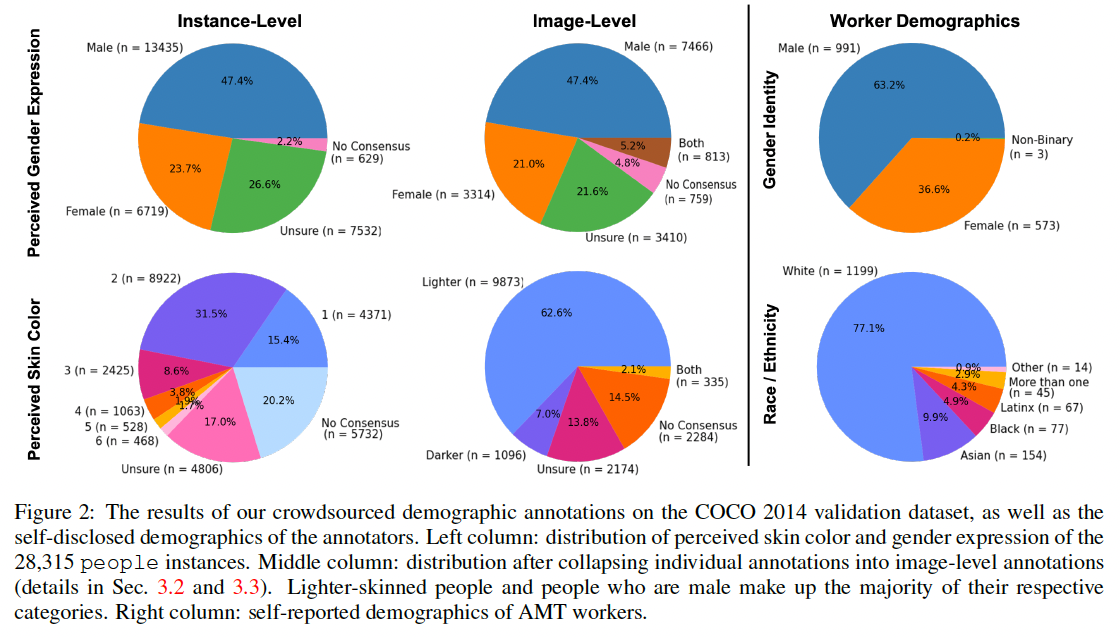 Instance-Level
Image-Level
Worker Demographics
Perceived Gender Expression
Male (n = 13435)
47.4%
2.2%
No Consensus
(n = 629)
23.7%
26.6%
Female (n = 6719)
Unsure (n = 7532)
Male (n = 7466)
47.4%
5.2%
Both
(n = 813)
4.8%
No Consensus
(n = 759)
21.0%
21.6%
Female (n = 3314)
Unsure (n = 3410)
Gender Identity
Male (n = 991)
63.2%
0.2%
Non-Binary
(n = 3)
36.6%
Female (n = 573)
Perceived Skin Color
2 (n = 8922)
31.5%
1 (n = 4371)
15.4%
3 (n = 2425)
8.6%
3.8%
1.9%
1.7%
4 (n = 1063)
5 (n = 528)
6 (n = 468)
17.0%
20.2%
No Consensus
(n = 5732)
Unsure (n = 4806)
Lighter (n = 9873)
62.6%
2.1%
Both
(n = 335)
14.5%
No Consensus
(n = 2284)
7.0%
13.8%
Darker (n = 1096)
Unsure (n = 2174)
Race / Ethnicity
White (n = 1199)
77.1%
0.9%
Other (n = 14)
2.9%
More than one
(n = 45)
4.3%
Latinx (n = 67)
4.9%
Black (n = 77)
9.9%
Asian (n = 154)
Figure 2: The results of our crowdsourced demographic annotations on the COCO 2014 validation dataset, as well as the
self-disclosed demographics of the annotators. Left column: distribution of perceived skin color and gender expression of the
28,315 people instances. Middle column: distribution after collapsing individual annotations into image-level annotations
(details in Sec. 3.2 and 3.3). Lighter-skinned people and people who are male make up the majority of their respective
categories. Right column: self-reported demographics of AMT workers.